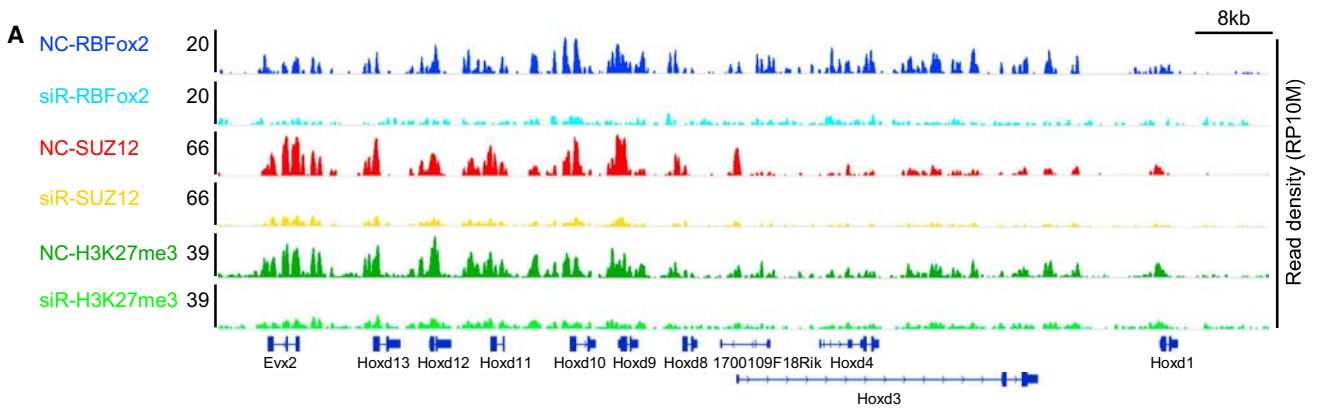 A
8kb
NC-RBFox2 20
siR-RBFox2 20
NC-SUZ12 66
siR-SUZ12 66
NC-H3K27me3 39
siR-H3K27me3 39
Read density (RP10M)
Evx2 Hoxd13 Hoxd12 Hoxd11 Hoxd10 Hoxd9 Hoxd8 1700109F18Rik Hoxd4 Hoxd1
Hoxd3